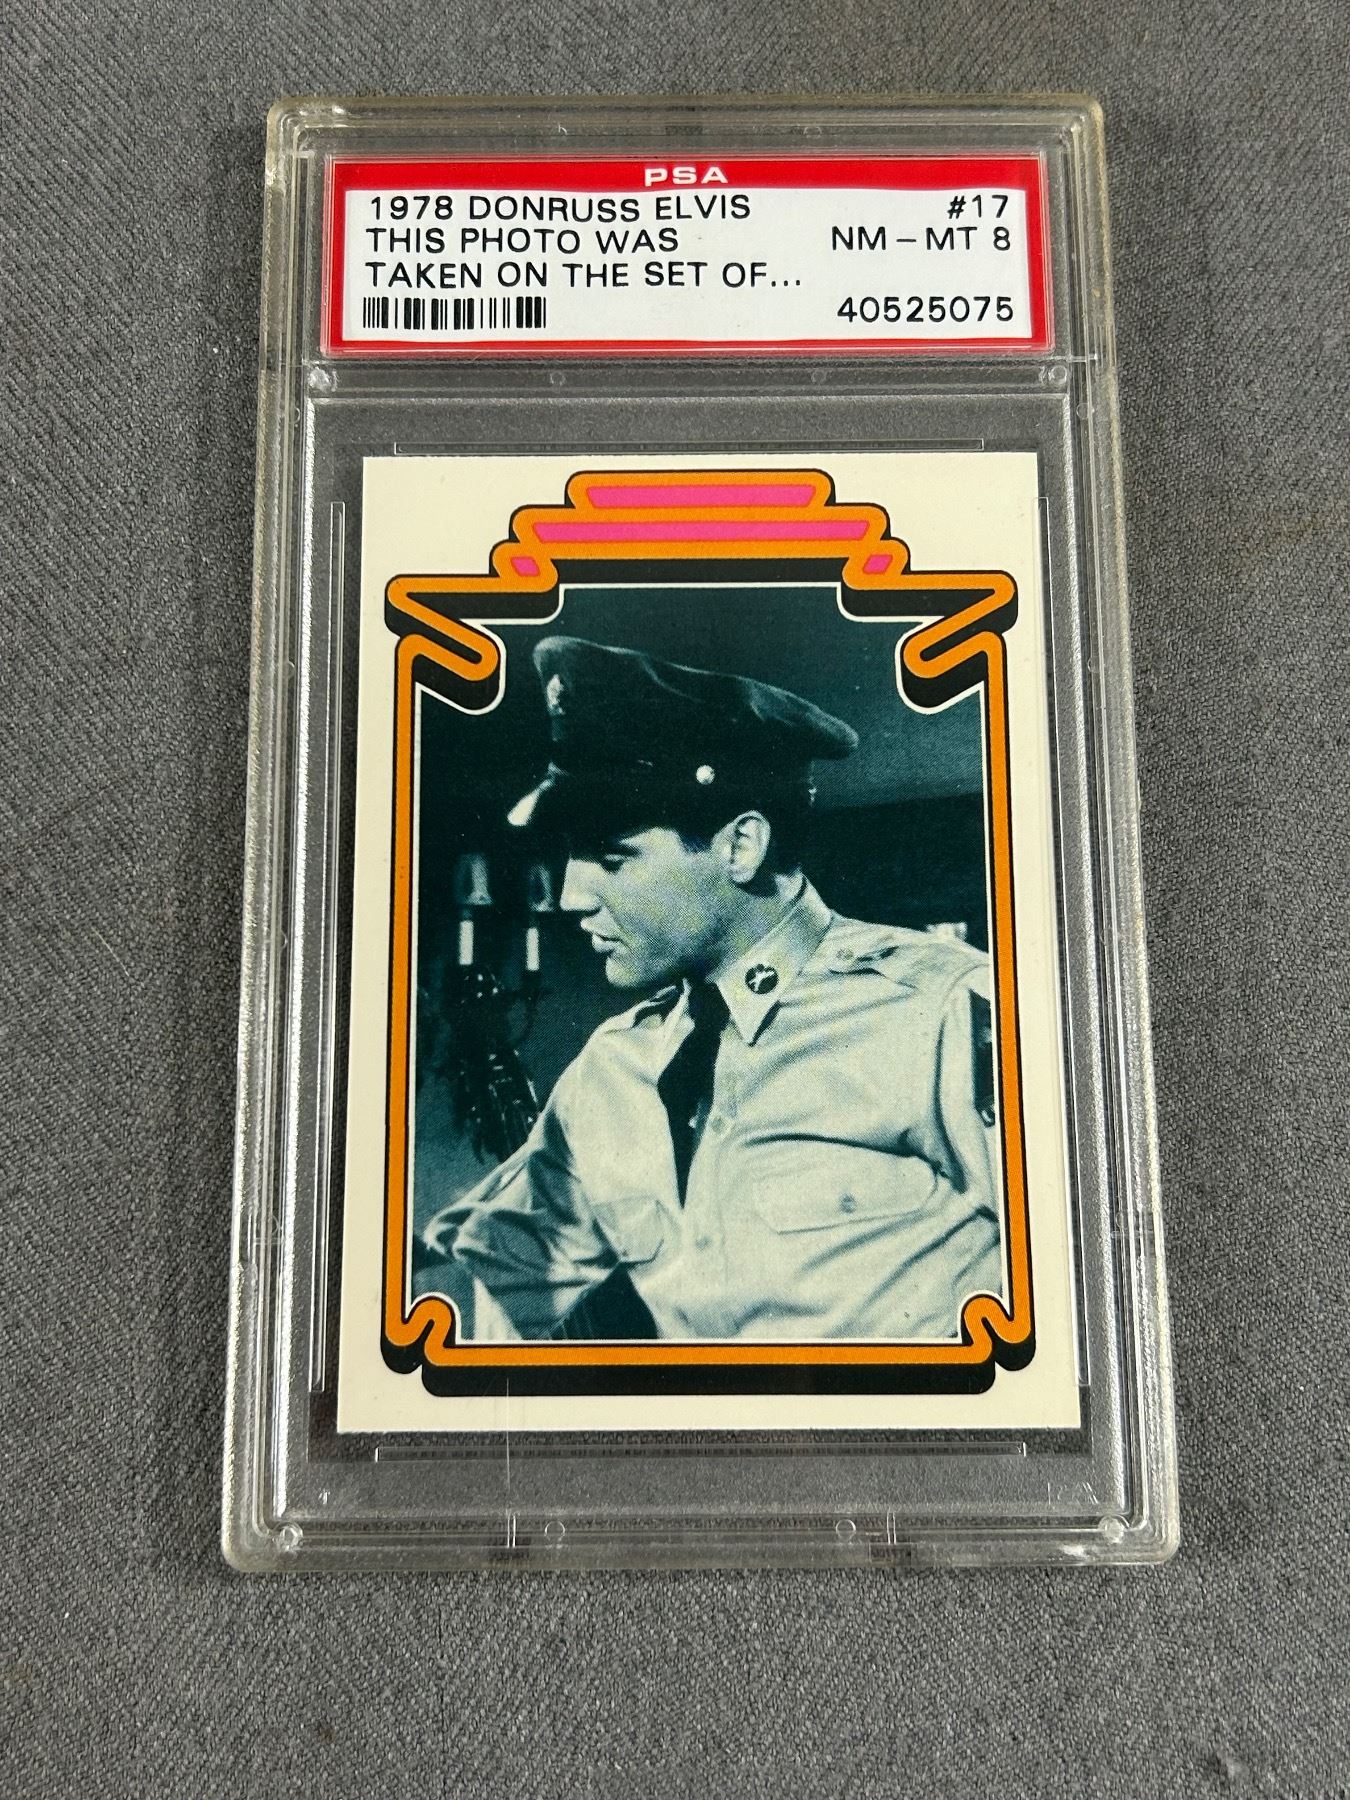 PSA
1978 DONRUSS ELVIS #17
THIS PHOTO WAS NM - MT 8
TAKEN ON THE SET OF...
40525075